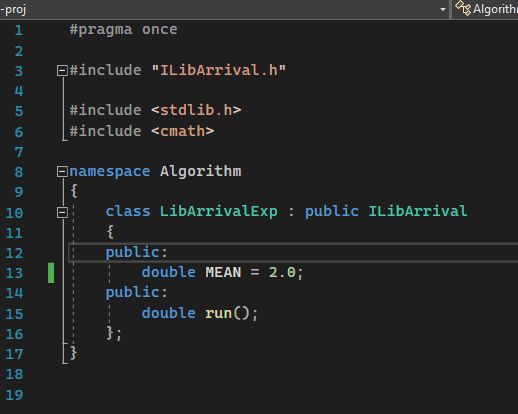 -proj
Algorithm
1 #pragma once
2
3 #include "ILibArrival.h"
4
5 #include <stdlib.h>
6 #include <cmath>
7
8 namespace Algorithm
9 {
10 class LibArrivalExp : public ILibArrival
11 {
12 public:
13 double MEAN = 2.0;
14 public:
15 double run();
16 };
17 }
18
19